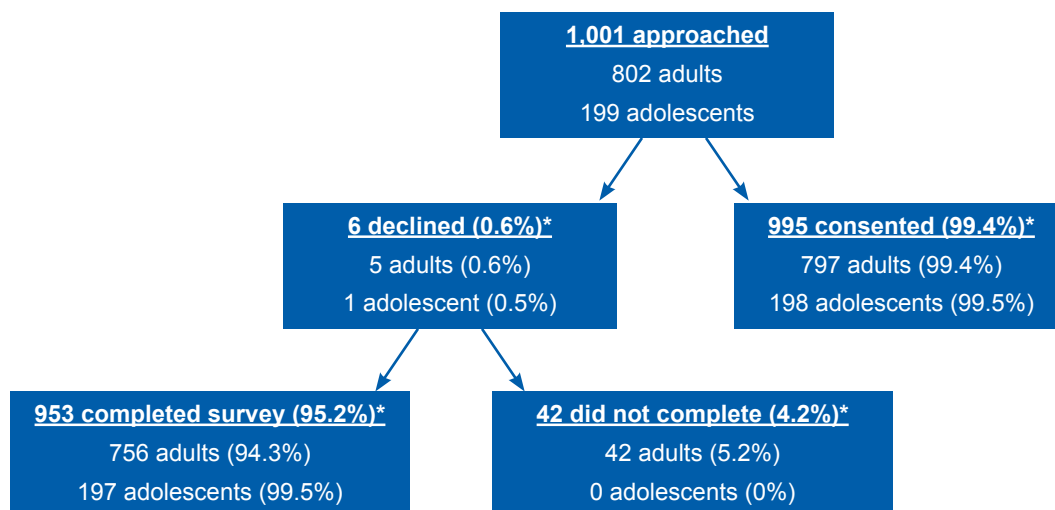 1,001 approached
802 adults
199 adolescents
6 declined (0.6%)*
5 adults (0.6%)
1 adolescent (0.5%)
995 consented (99.4%)*
797 adults (99.4%)
198 adolescents (99.5%)
953 completed survey (95.2%)*
756 adults (94.3%)
197 adolescents (99.5%)
42 did not complete (4.2%)*
42 adults (5.2%)
0 adolescents (0%)